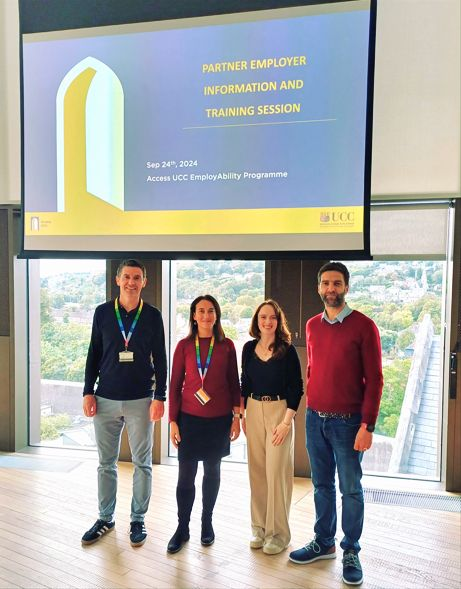 PARTNER EMPLOYER
INFORMATION AND
TRAINING SESSION
Sep 24th, 2024
Access UCC EmployAbility Programme
UCC